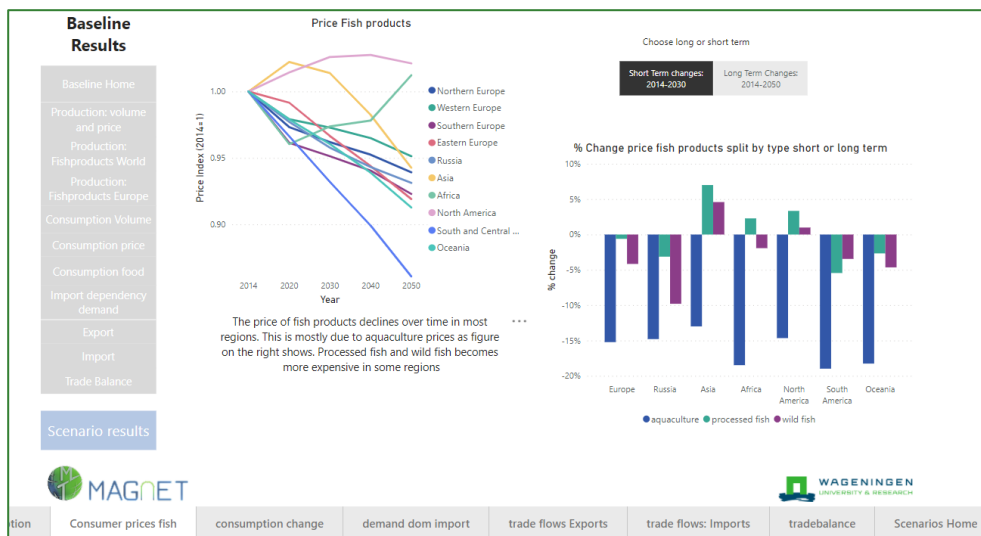 Baseline
Results
Baseline Home
Production: volume
and price
Production:
Fishproducts World
Production:
Fishproducts Europe
Consumption Volume
Consumption price
Consumption food
Import dependency
demand
Export
Import
Trade Balance
Scenario results
Price Fish products
Price Index (2014=1)
1.00
0.95
0.90
2014 2020 2030 2040 2050
Year
Northern Europe
Western Europe
Southern Europe
Eastern Europe
Russia
Asia
Africa
North America
South and Central ...
Oceania
The price of fish products declines over time in most
regions. This is mostly due to aquaculture prices as figure
on the right shows. Processed fish and wild fish becomes
more expensive in some regions
...
Choose long or short term
Short Term changes:
2014-2030
Long Term Changes:
2014-2050
% Change price fish products split by type short or long term
% change
10%
5%
0%
-5%
-10%
-15%
-20%
Europe Russia Asia Africa North
America South
America Oceania
aquaculture processed fish wild fish
MAGNET
WAGENINGEN
UNIVERSITY & RESEARCH
otion Consumer prices fish consumption change demand dom import trade flows Exports trade flows: Imports tradebalance Scenarios Home